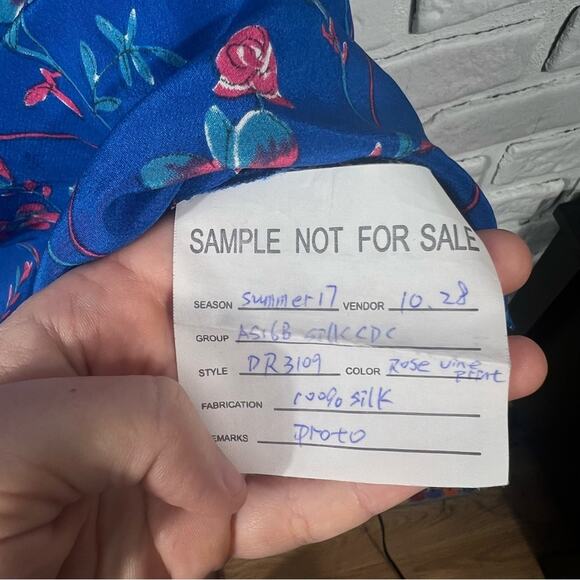 SAMPLE NOT FOR SALE
SEASON summer17 VENDOR 10.28
GROUP AS16B silk CDC
STYLE DR3109 COLOR Rose vine print
FABRICATION 100% silk
EMARKS proto